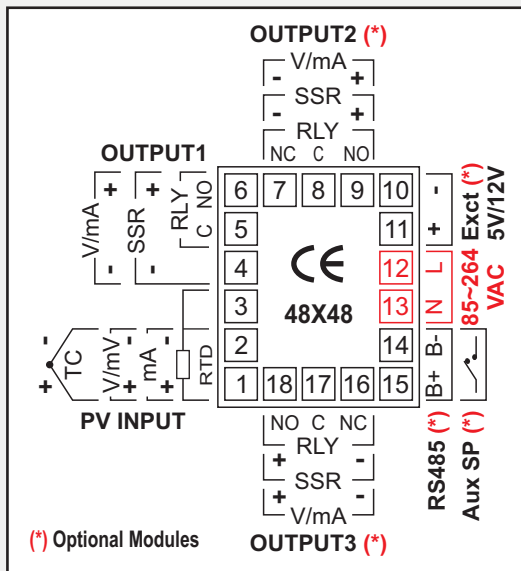 OUTPUT2 (*)
V/mA
- +
SSR
- +
RLY
NC C NO
OUTPUT1
V/mA
+ -
SSR
+ -
RLY
C NO
6 7 8 9 10
5 11
4 12
3 13
2 14
1 18 17 16 15
CE
48X48
- +
Exct (*)
5V/12V
L
N
85~264
VAC
B-
B+
RS485 (*)
Aux SP (*)
- +
TC
- +
V/mV
- +
mA
RTD
PV INPUT
NO C NC
RLY
+ -
SSR
+ -
V/mA
OUTPUT3 (*)
(*) Optional Modules